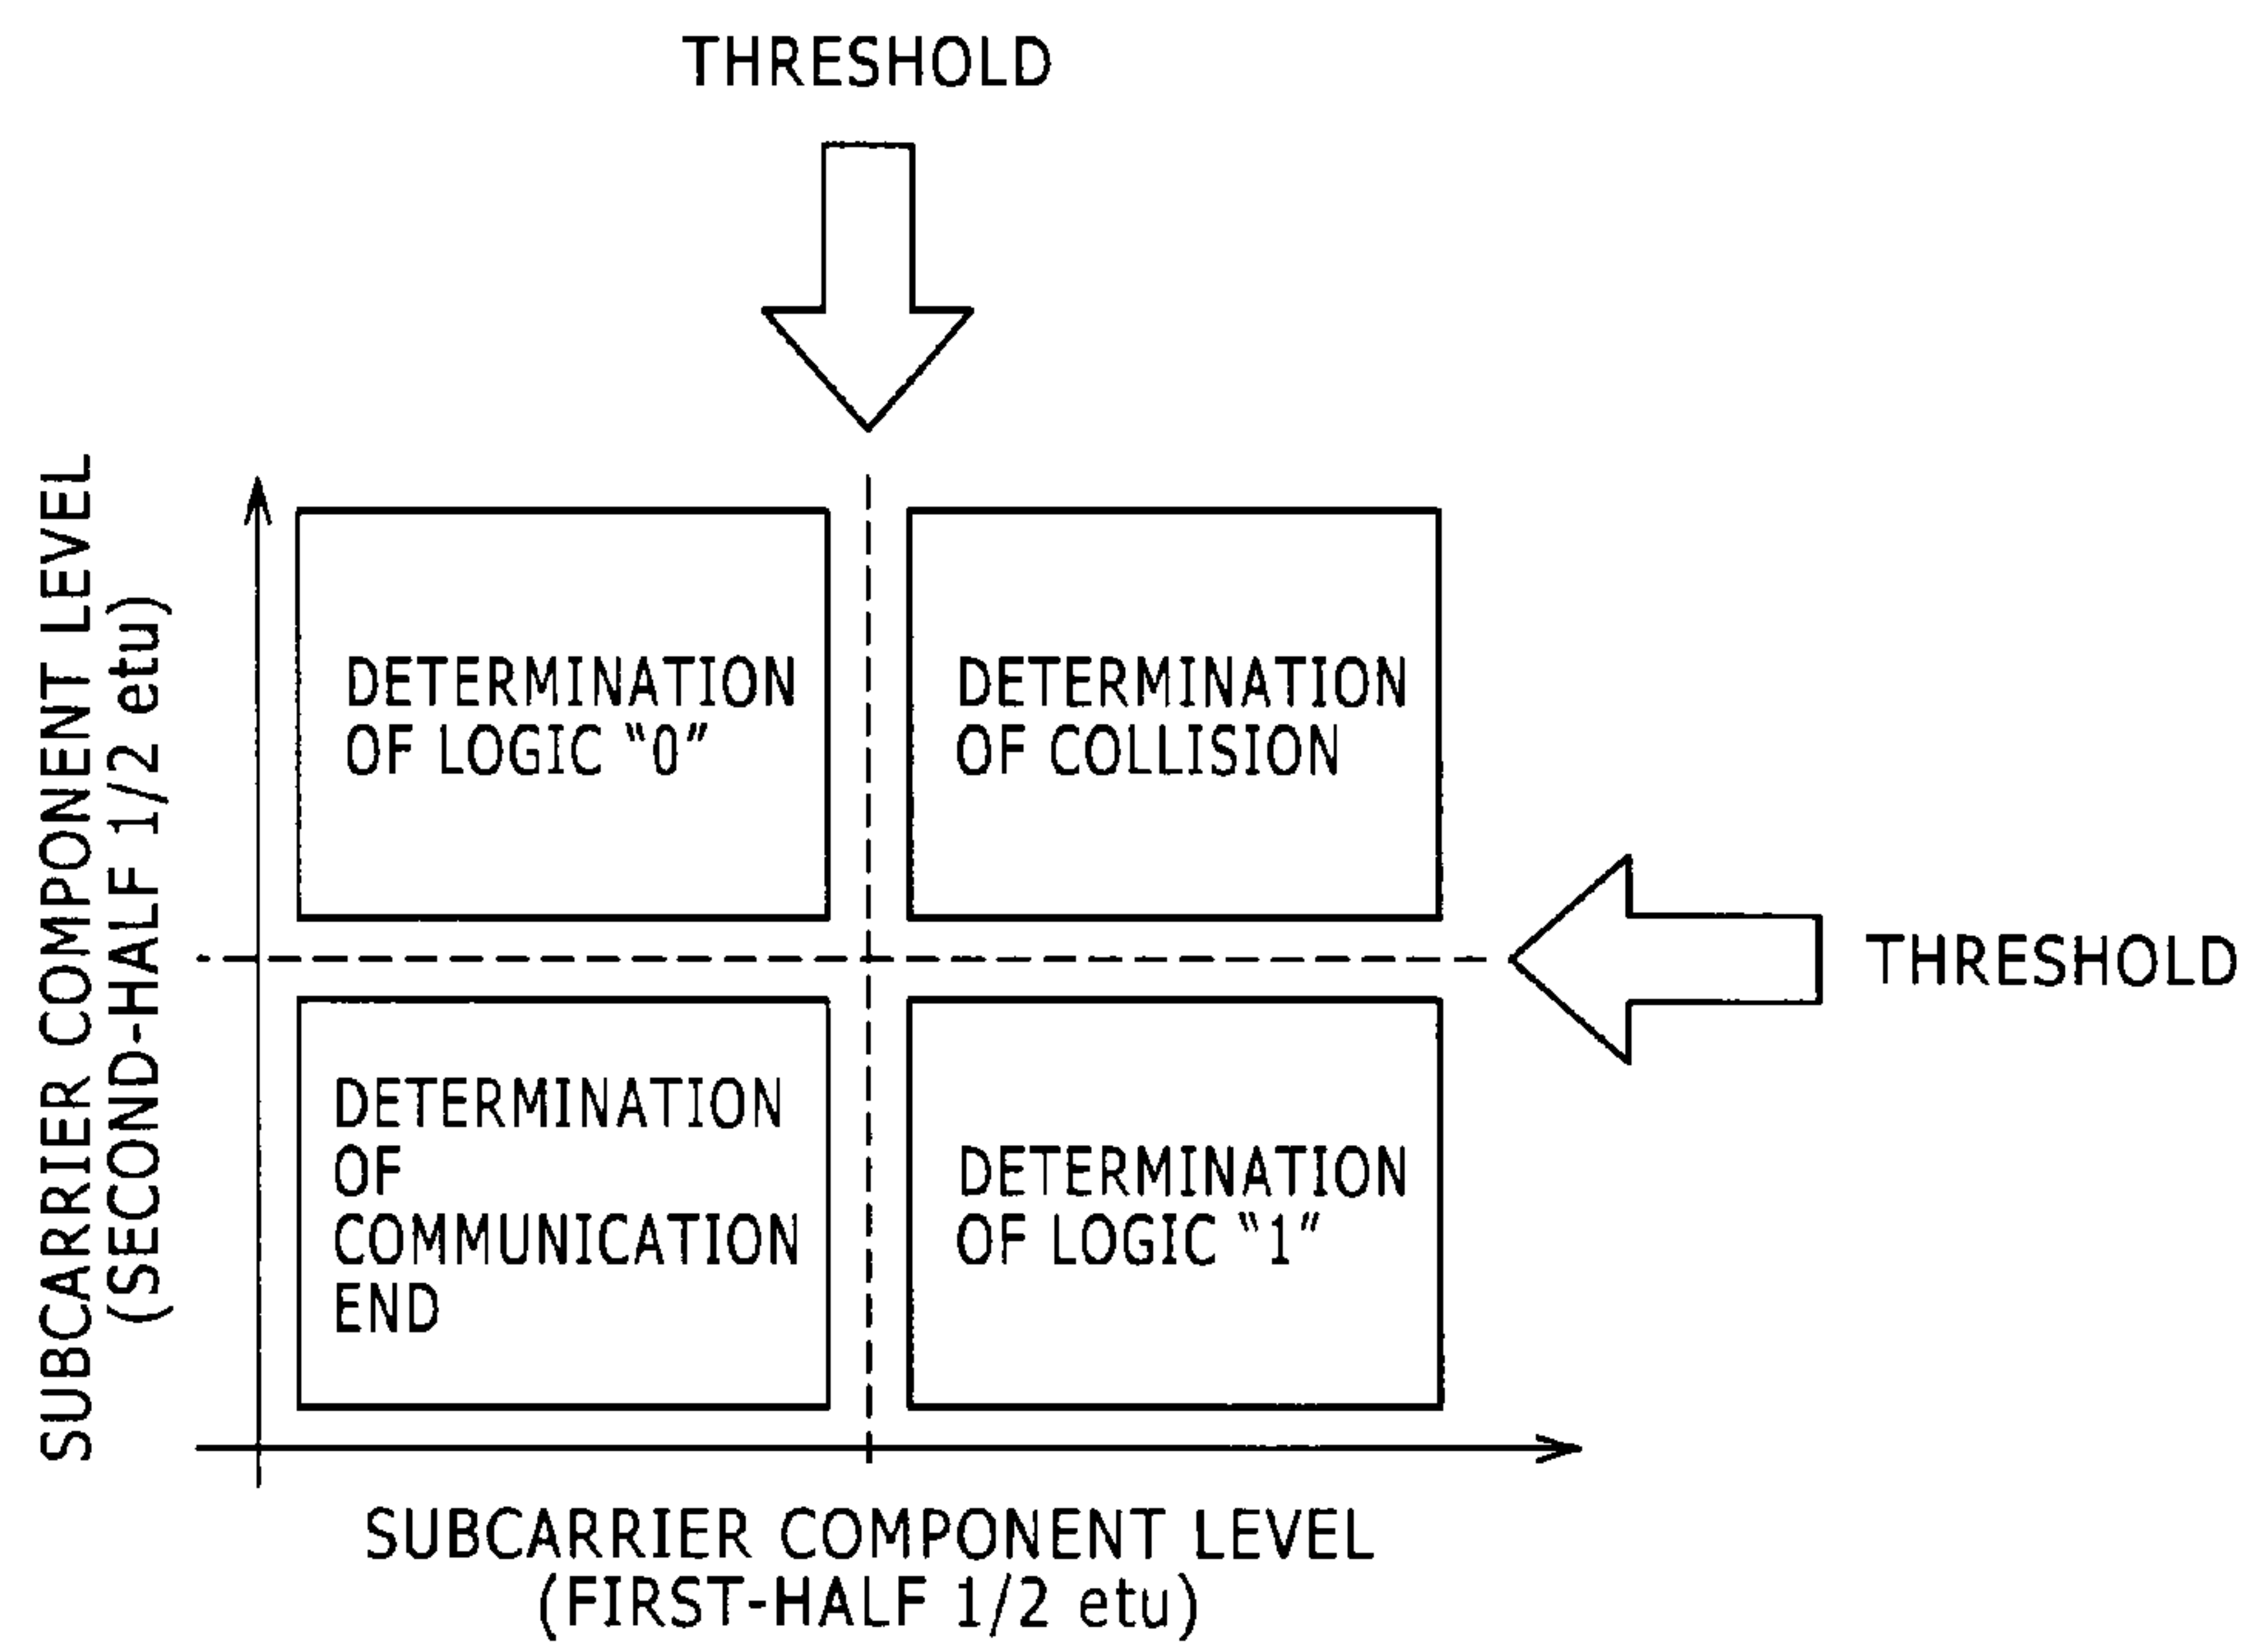 THRESHOLD
SUBCARRIER COMPONENT LEVEL
(SECOND-HALF 1/2 etu)
DETERMINATION
OF LOGIC “0”
DETERMINATION
OF COLLISION
THRESHOLD
DETERMINATION
OF
COMMUNICATION
END
DETERMINATION
OF LOGIC “1”
SUBCARRIER COMPONENT LEVEL
(FIRST-HALF 1/2 etu)